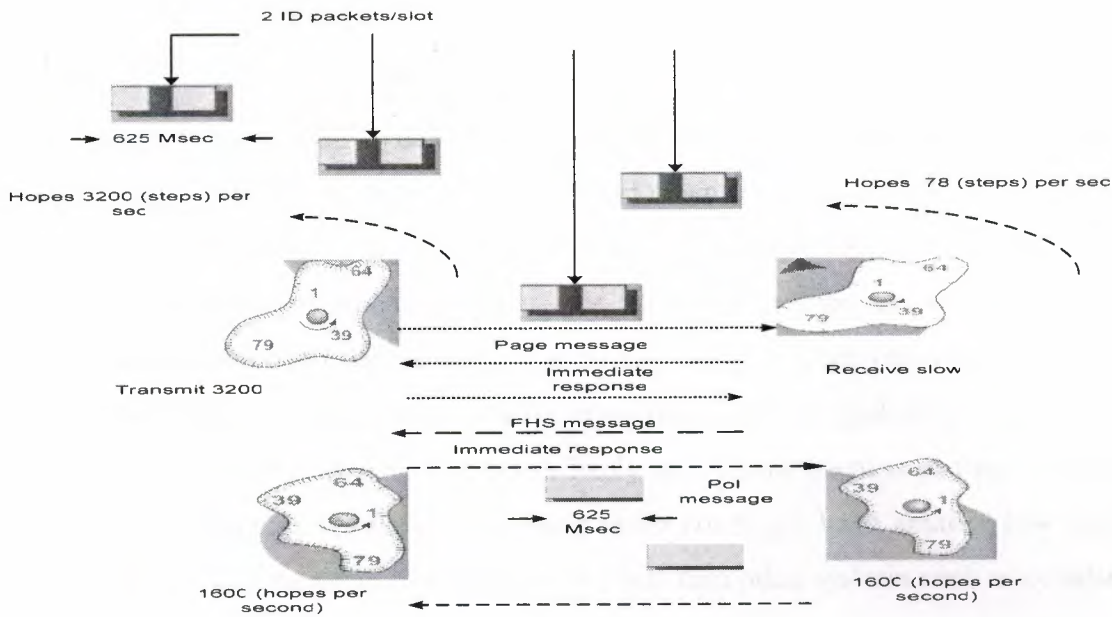 2 ID packets/slot
625 Msec
Hopes 3200 (steps) per
sec
Hopes 78 (steps) per sec
64
1
39
79
64
1
39
79
Page message
Transmit 3200
Immediate
response
Receive slow
FHS message
Immediate response
39
64
1
79
Pol
message
625
Msec
64
39
1
79
160C (hopes per
second)
160C (hopes per
second)